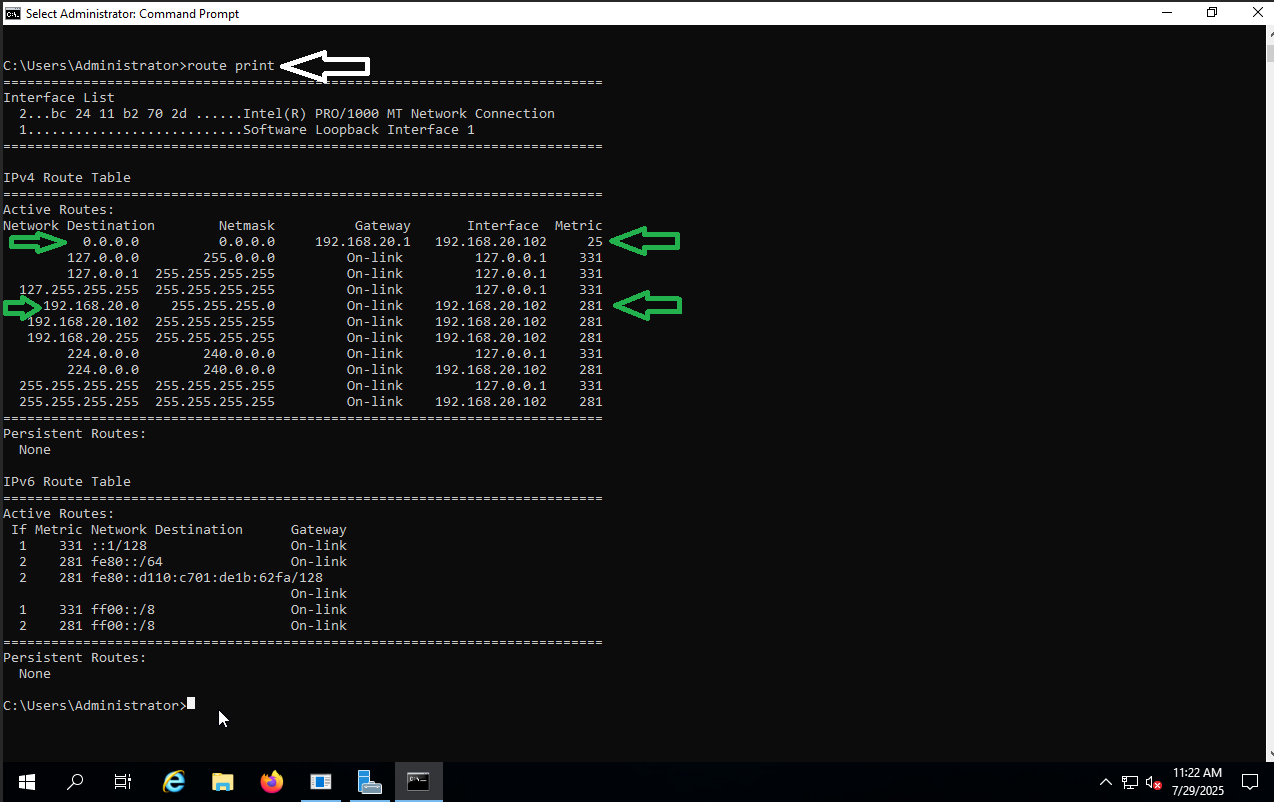 Select Administrator: Command Prompt
C:\Users\Administrator>route print
===========================================================================
Interface List
  2...bc 24 11 b2 70 2d ......Intel(R) PRO/1000 MT Network Connection
  1...........................Software Loopback Interface 1
===========================================================================
IPv4 Route Table
===========================================================================
Active Routes:
Network Destination        Netmask          Gateway       Interface  Metric
          0.0.0.0          0.0.0.0     192.168.20.1   192.168.20.102     25
        127.0.0.0        255.0.0.0         On-link         127.0.0.1    331
        127.0.0.1  255.255.255.255         On-link         127.0.0.1    331
  127.255.255.255  255.255.255.255         On-link         127.0.0.1    331
     192.168.20.0    255.255.255.0         On-link    192.168.20.102    281
   192.168.20.102  255.255.255.255         On-link    192.168.20.102    281
   192.168.20.255  255.255.255.255         On-link    192.168.20.102    281
        224.0.0.0        240.0.0.0         On-link         127.0.0.1    331
        224.0.0.0        240.0.0.0         On-link    192.168.20.102    281
  255.255.255.255  255.255.255.255         On-link         127.0.0.1    331
  255.255.255.255  255.255.255.255         On-link    192.168.20.102    281
===========================================================================
Persistent Routes:
  None
IPv6 Route Table
===========================================================================
Active Routes:
 If Metric Network Destination      Gateway
  1    331 ::1/128                  On-link
  2    281 fe80::/64                On-link
  2    281 fe80::d110:c701:de1b:62fa/128
                                    On-link
  1    331 ff00::/8                 On-link
  2    281 ff00::/8                 On-link
===========================================================================
Persistent Routes:
  None
C:\Users\Administrator>
11:22 AM
7/29/2025